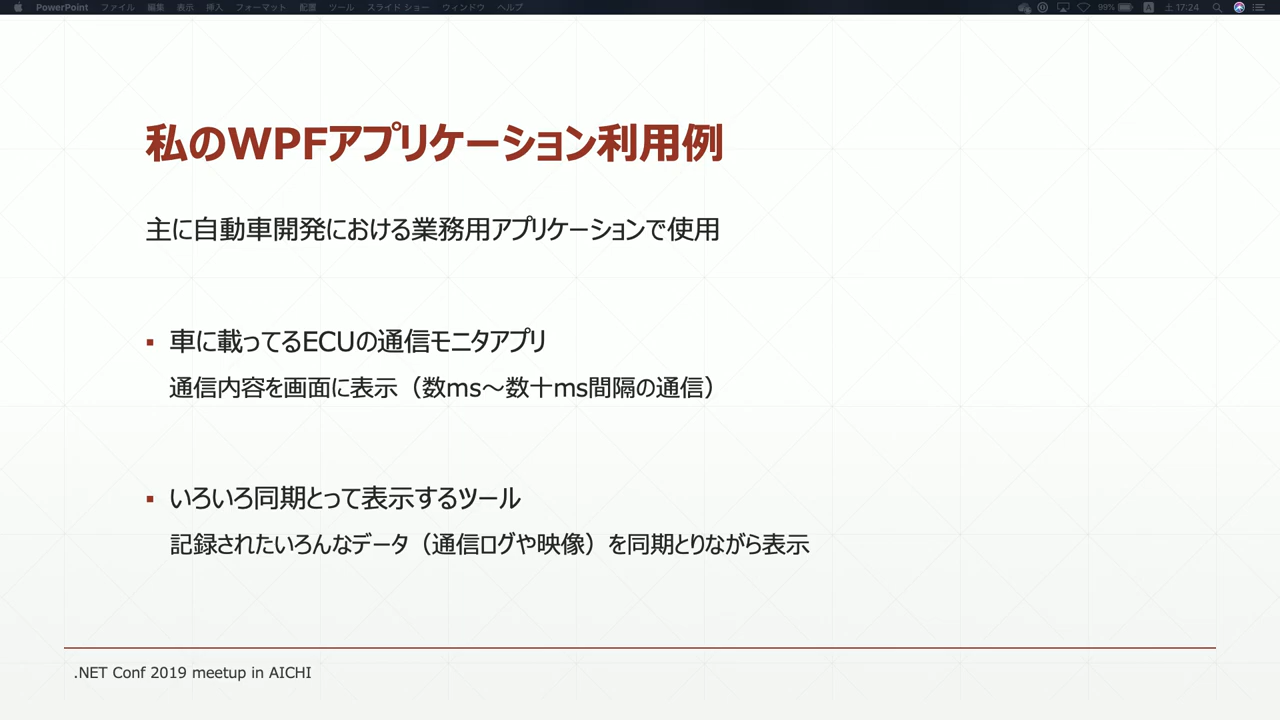 PowerPoint ファイル 編集 表示 挿入 フォーマット 配置 ツール スライド ショー ウィンドウ ヘルプ 99% A 土17:24
私のWPFアプリケーション利用例
主に自動車開発における業務用アプリケーションで使用
▪ 車に載ってるECUの通信モニタアプリ
通信内容を画面に表示（数ms～数十ms間隔の通信）
▪ いろいろ同期とって表示するツール
記録されたいろんなデータ（通信ログや映像）を同期とりながら表示
.NET Conf 2019 meetup in AICHI